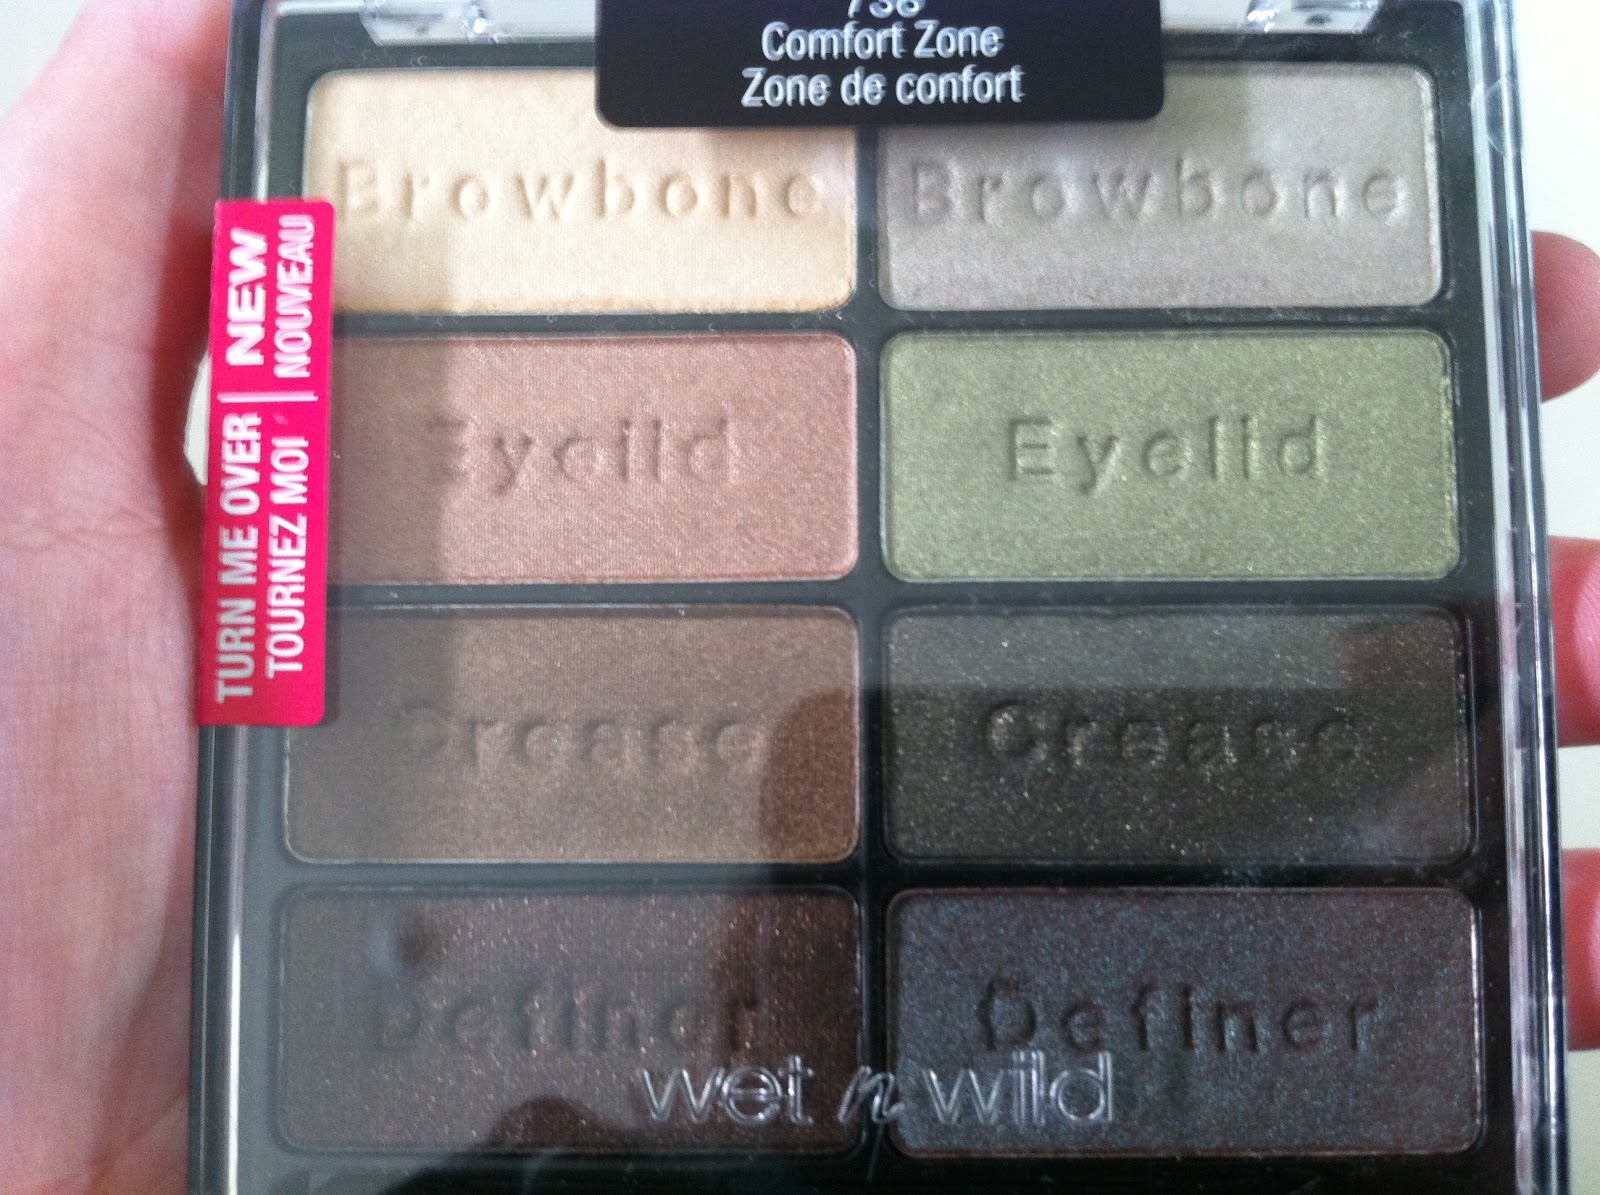 738
Comfort Zone
Zone de confort
Browbone
Browbone
TURN ME OVER | NEW
TOURNEZ MOI | NOUVEAU
Eyelid
Eyelid
Crease
Crease
Definer
Definer
wet n wild